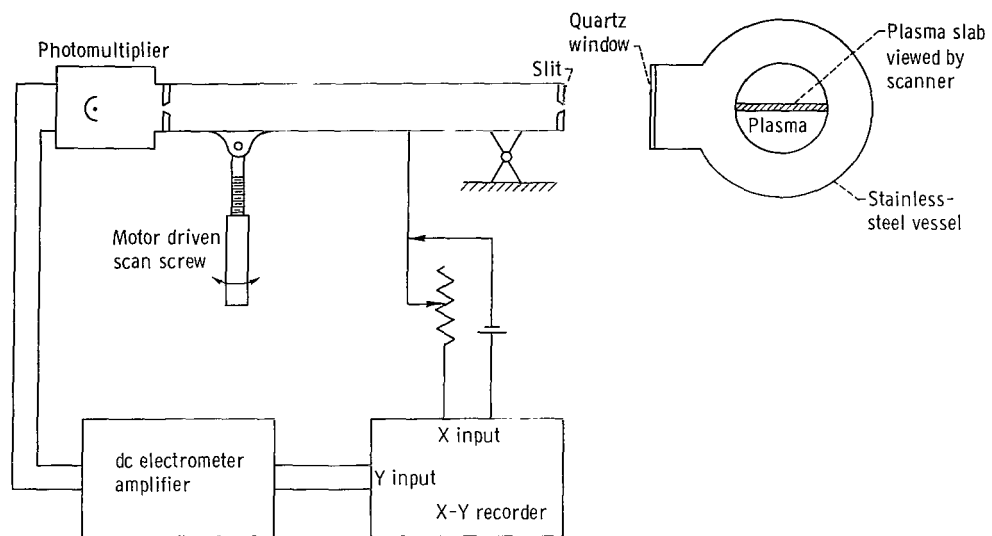 Photomultiplier
Slit
Quartz
window
Plasma slab
viewed by
scanner
Plasma
Stainless-
steel vessel
Motor driven
scan screw
X input
dc electrometer
amplifier
Y input
X-Y recorder